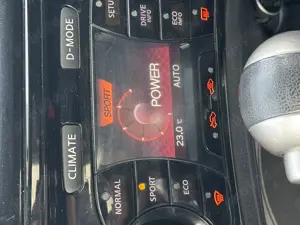 SETUP
DRIVE
INFO
ECO
INFO
D-MODE
SPORT
POWER
AUTO
23.0°C
CLIMATE
NORMAL
SPORT
ECO